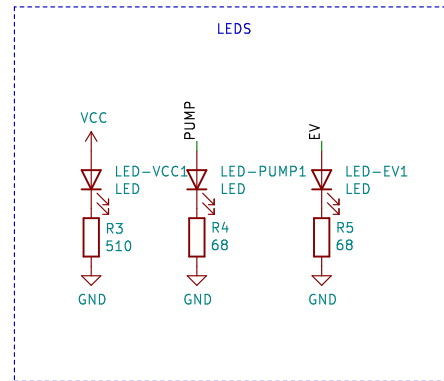 LEDS
VCC
PUMP
EV
LED-VCC1
LED
LED-PUMP1
LED
LED-EV1
LED
R3
510
R4
68
R5
68
GND
GND
GND